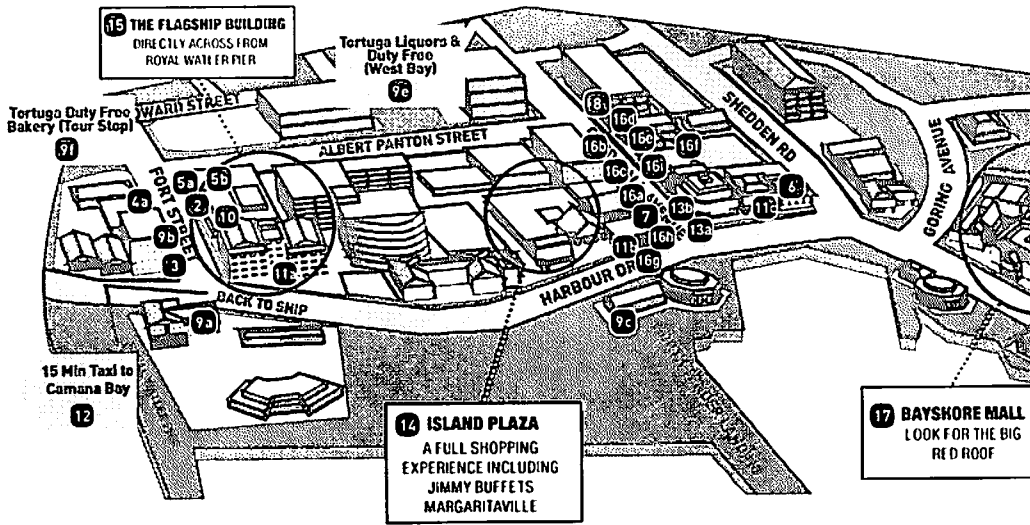 15 THE FLAGSHIP BUILDING
DIRECTLY ACROSS FROM
ROYAL WATLER PIER
Tortuga Liquors &
Duty Free
(West Bay)
9e
Tortuga Duty Free
Bakery (Tour Stop)
9f
WARD STREET
ALBERT PANTON STREET
SHEDDEN RD
GORING AVENUE
FORT STREET
HARBOUR DR
BACK TO SHIP
4a
5a
5b
2
10
9b
3
11
9a
16d
16b
16e
16f
16c
16i
16a
6
7
13b
13a
11
11
16h
16g
9c
15 Min Taxi to
Camana Bay
12
14 ISLAND PLAZA
A FULL SHOPPING
EXPERIENCE INCLUDING
JIMMY BUFFETS
MARGARITAVILLE
17 BAYSHORE MALL
LOOK FOR THE BIG
RED ROOF